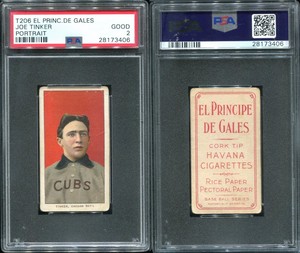 T206 EL PRINC.DE GALES
JOE TINKER GOOD
PORTRAIT 2
PSA 28173406
CUBS
TINKER, CHICAGO NAT'L
PSA
28173406
EL PRINCIPE
DE GALES
CORK TIP
HAVANA
CIGARETTES
RICE PAPER
PECTORAL PAPER
BASE BALL SERIES